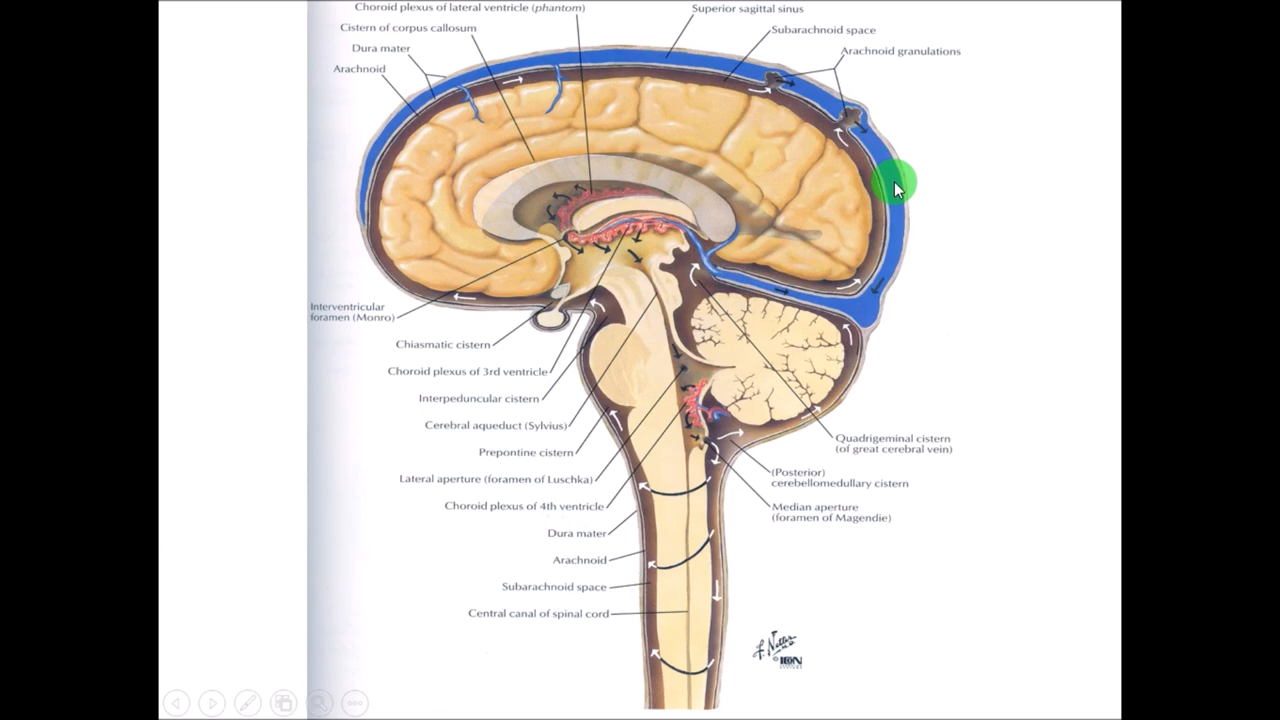 Choroid plexus of lateral ventricle (phantom)
Superior sagittal sinus
Cistern of corpus callosum
Subarachnoid space
Dura mater
Arachnoid granulations
Arachnoid
Interventricular
foramen (Monro)
Chiasmatic cistern
Choroid plexus of 3rd ventricle
Interpeduncular cistern
Cerebral aqueduct (Sylvius)
Prepontine cistern
Lateral aperture (foramen of Luschka)
Choroid plexus of 4th ventricle
Dura mater
Arachnoid
Subarachnoid space
Central canal of spinal cord
Quadrigeminal cistern
(of great cerebral vein)
(Posterior)
cerebellomedullary cistern
Median aperture
(foramen of Magendie)
F. Netter